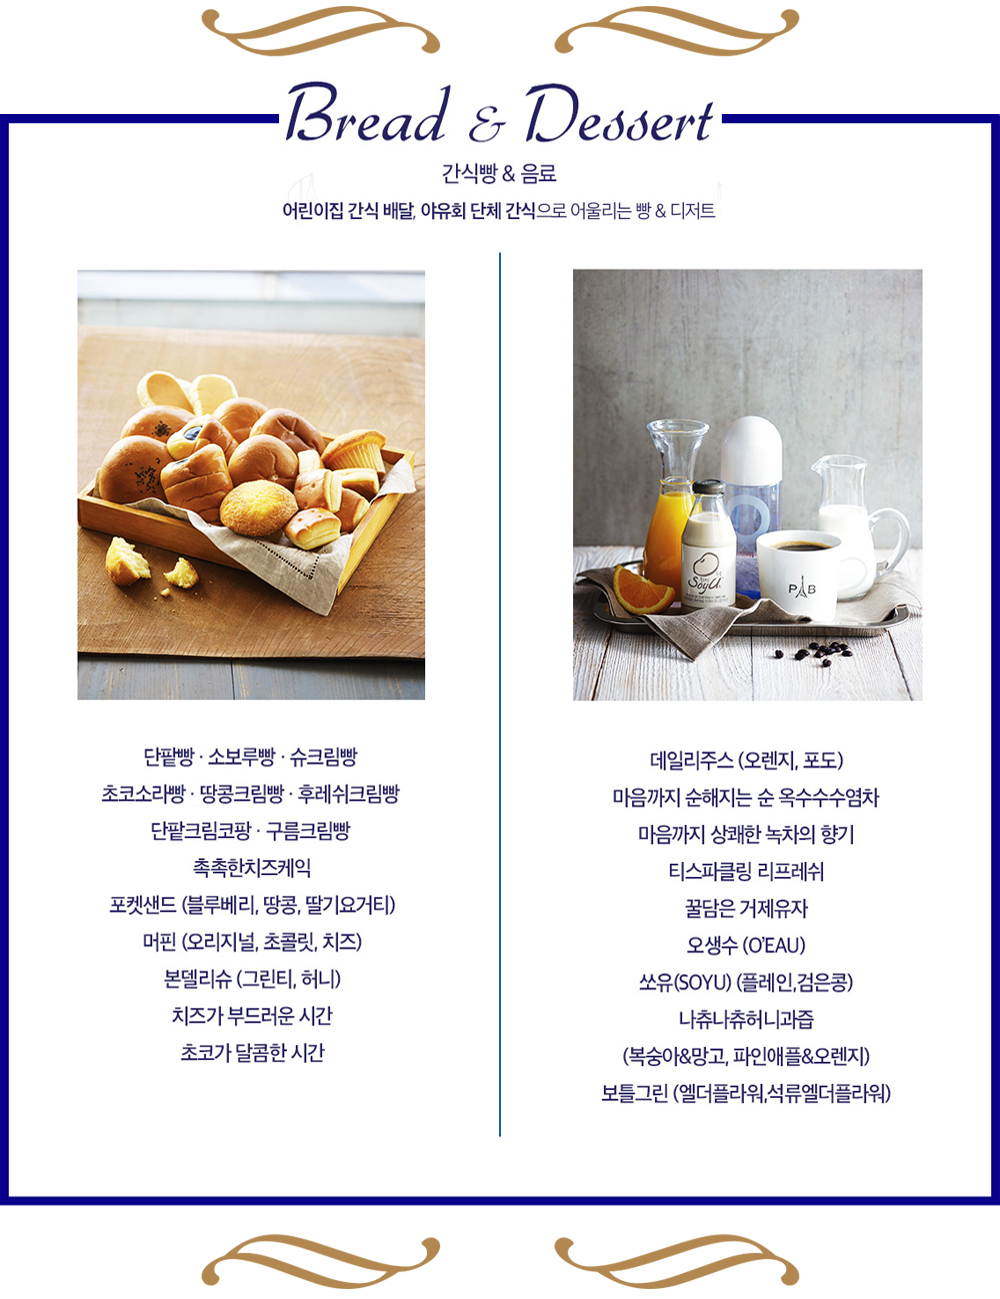 Bread & Dessert
간식빵 & 음료
어린이집 간식 배달, 야유회 단체 간식으로 어울리는 빵 & 디저트
SoyU
PAB
단팥빵 · 소보루빵 · 슈크림빵
초코소라빵 · 땅콩크림빵 · 후레쉬크림빵
단팥크림코팡 · 구름크림빵
촉촉한치즈케익
포켓샌드 (블루베리, 땅콩, 딸기요거티)
머핀 (오리지널, 초콜릿, 치즈)
본델리슈 (그린티, 허니)
치즈가 부드러운 시간
초코가 달콤한 시간
데일리주스 (오렌지, 포도)
마음까지 순해지는 순 옥수수수염차
마음까지 상쾌한 녹차의 향기
티스파클링 리프레쉬
꿀담은 거제유자
오생수 (O'EAU)
쏘유(SOYU) (플레인,검은콩)
나츄나츄허니과즙
(복숭아&망고, 파인애플&오렌지)
보틀그린 (엘더플라워,석류엘더플라워)